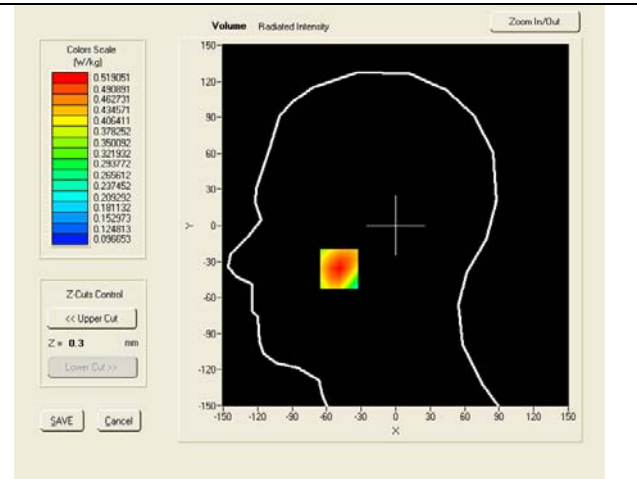 Volume Radiated Intensity
Zoom In/Out
Colors Scale
(W/kg)
0.519051
0.490891
0.462731
0.434571
0.406411
0.378252
0.350092
0.321932
0.293772
0.265612
0.237452
0.209292
0.181132
0.152973
0.124813
0.096653
Z-Cuts Control
<< Upper Cut
Z = 0.3 mm
Lower Cut >>
SAVE Cancel
150
120
90
60
30
0
-30
-60
-90
-120
-150
Y
-150 -120 -90 -60 -30 0 30 60 90 120 150
X